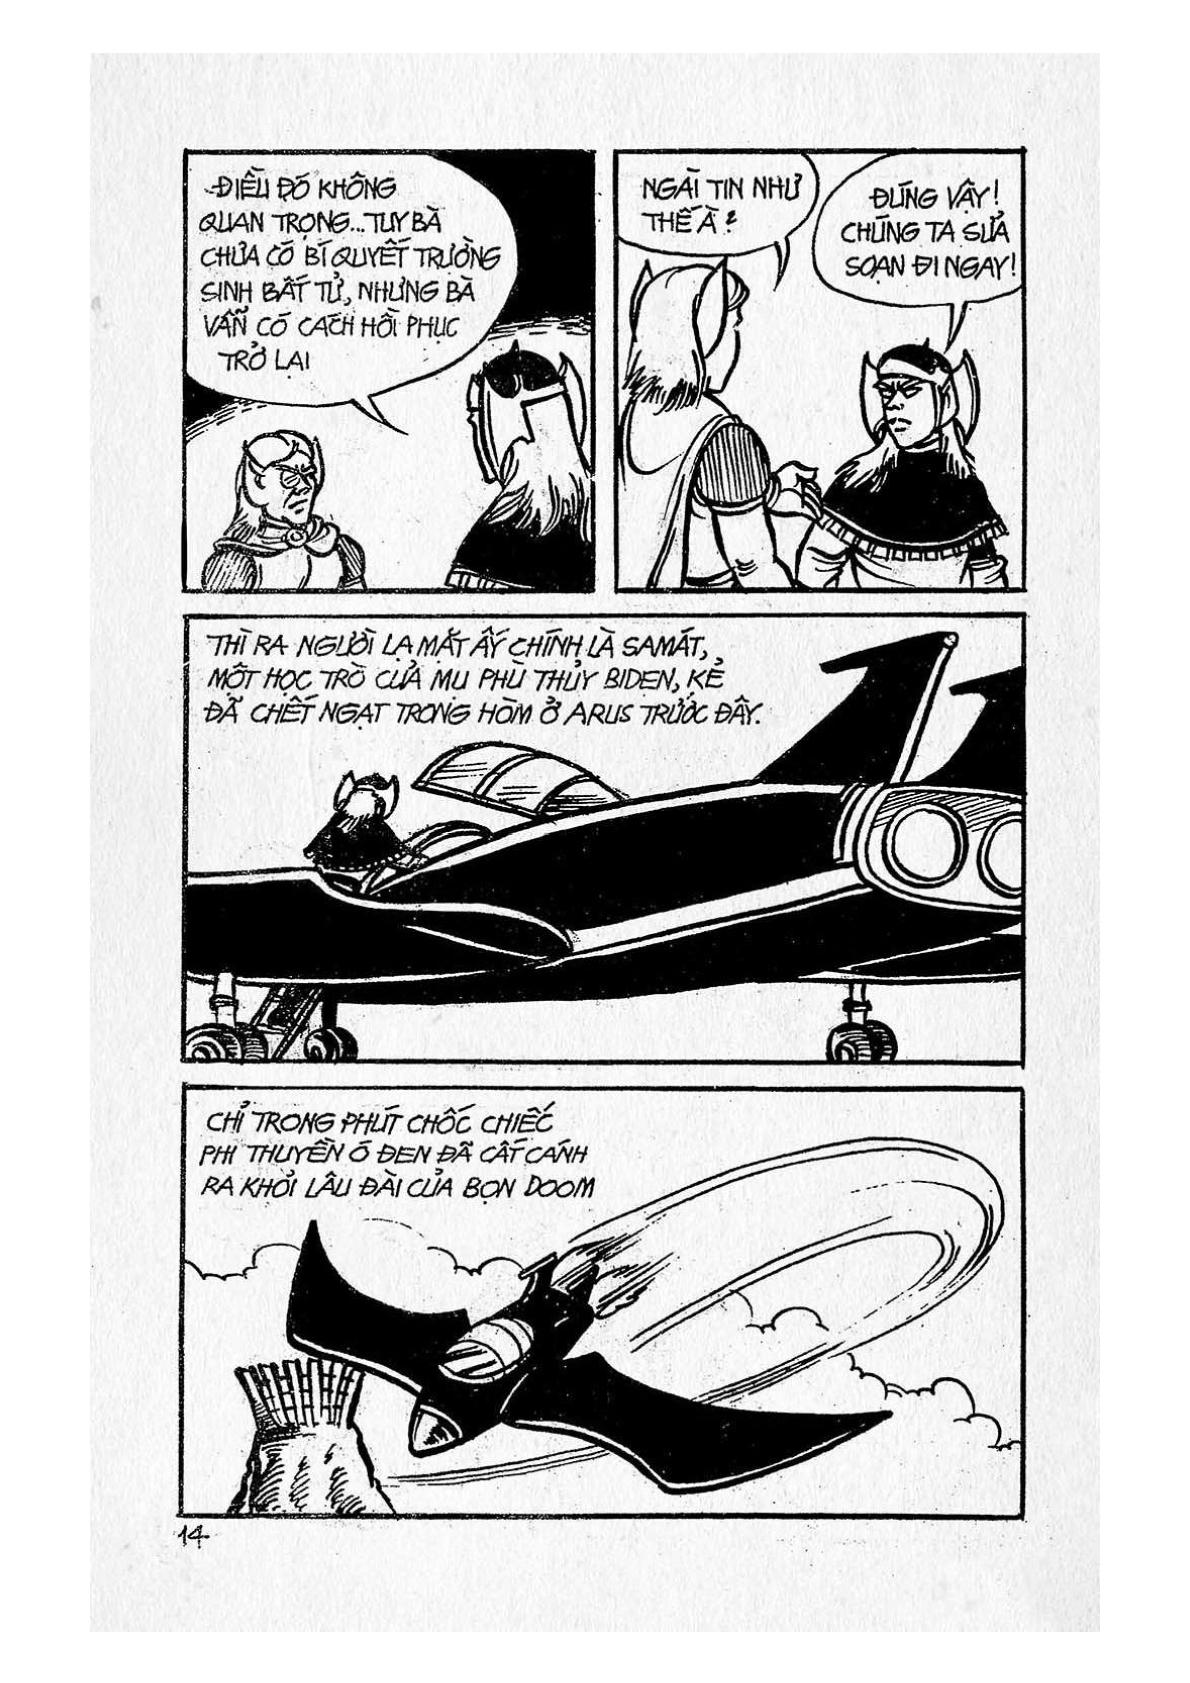 ĐIỀU ĐÓ KHÔNG
QUAN TRỌNG... TUY BÀ
CHƯA CÓ BÍ QUYẾT TRƯỜNG
SINH BẤT TỬ, NHƯNG BÀ
VẪN CÓ CÁCH HỒI PHỤC
TRỞ LẠI
NGÀI TIN NHƯ
THẾ À?
ĐÚNG VẬY!
CHÚNG TA SỬA
SOẠN ĐI NGAY!
THÌ RA NGƯỜI LẠ MẶT ẤY CHÍNH LÀ SAMÁT,
MỘT HỌC TRÒ CỦA MỤ PHÙ THỦY BIDEN, KẺ
ĐÃ CHẾT NGẠT TRONG HÒM Ở ARUS TRƯỚC ĐÂY.
CHỈ TRONG PHÚT CHỐC CHIẾC
PHI THUYỀN Ó ĐEN ĐÃ CẤT CÁNH
RA KHỎI LÂU ĐÀI CỦA BỌN DOOM
14